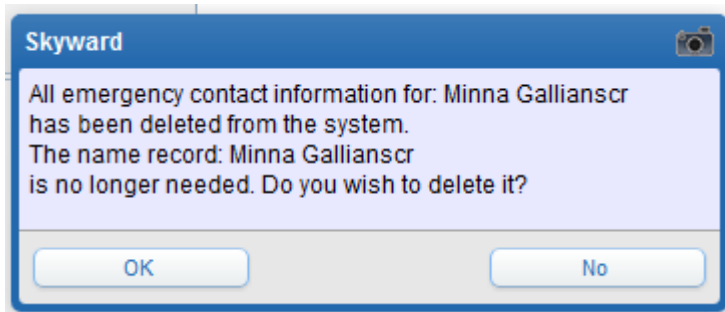 Skyward
All emergency contact information for: Minna Gallianscr
has been deleted from the system.
The name record: Minna Gallianscr
is no longer needed. Do you wish to delete it?
OK
No